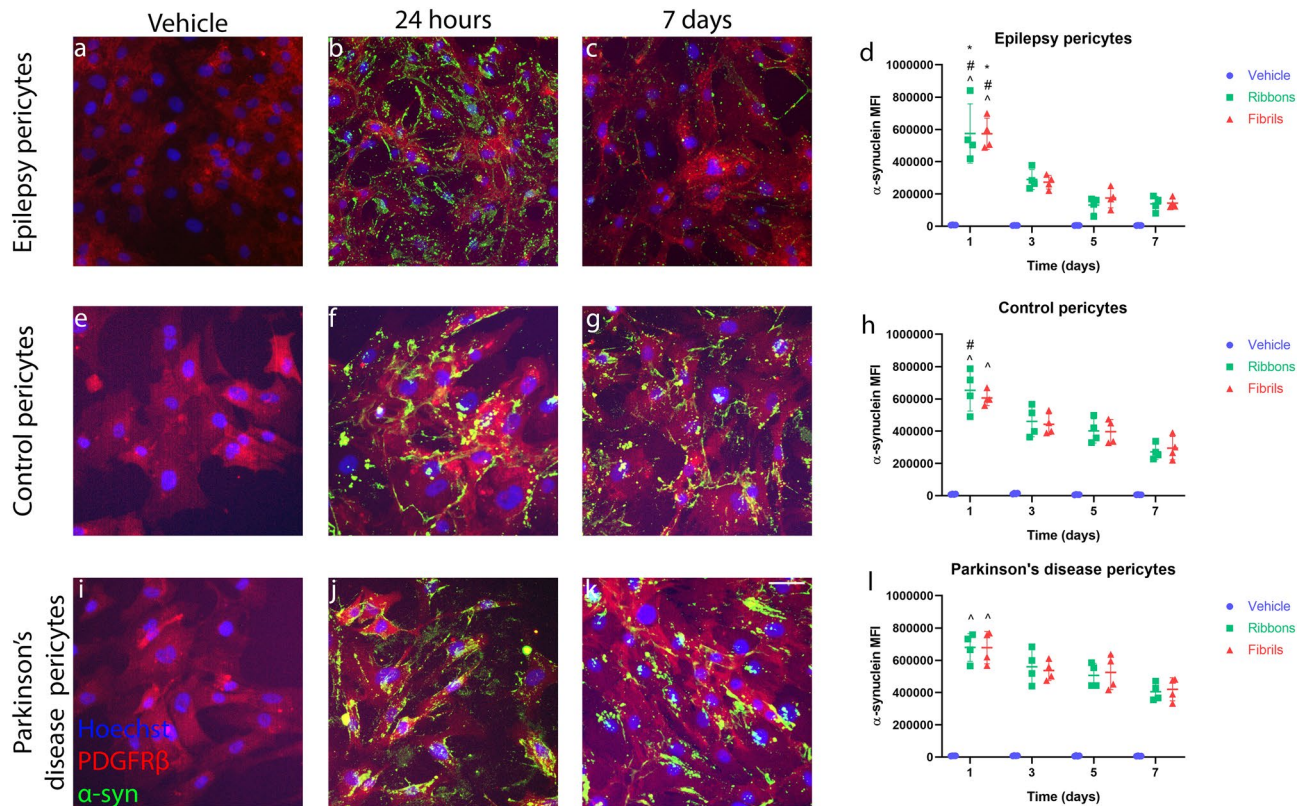 Vehicle
24 hours
7 days
Epilepsy pericytes
a
b
c
d
Epilepsy pericytes
α-synuclein MFI
1000000
800000
600000
400000
200000
0
*
#
^
*
#
^
1
3
5
7
Time (days)
Vehicle
Ribbons
Fibrils
Control pericytes
e
f
g
h
Control pericytes
α-synuclein MFI
1000000
800000
600000
400000
200000
0
#
^
^
1
3
5
7
Time (days)
Vehicle
Ribbons
Fibrils
Parkinson's
disease pericytes
i
Hoechst
PDGFRβ
α-syn
j
k
l
Parkinson's disease pericytes
α-synuclein MFI
1000000
800000
600000
400000
200000
0
^
^
1
3
5
7
Time (days)
Vehicle
Ribbons
Fibrils